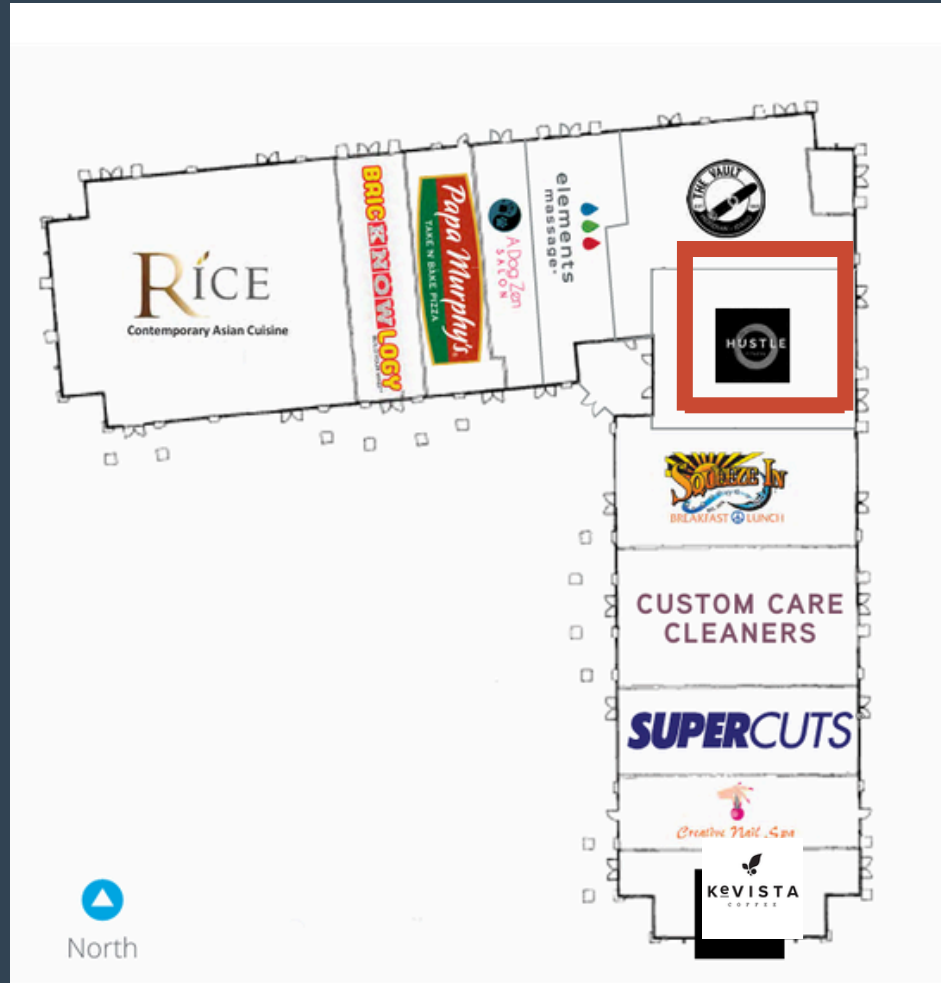 RICE
Contemporary Asian Cuisine
BRICKNOWLOGY
Papa Murphy's
TAKE 'N' BAKE PIZZA
A Dog Zen
SALON
elements
massage
THE VAULT
HUSTLE
SQUEEZE IN
BREAKFAST LUNCH
CUSTOM CARE
CLEANERS
SUPERCUTS
Creative Nail Spa
KeVISTA
COFFEE
North